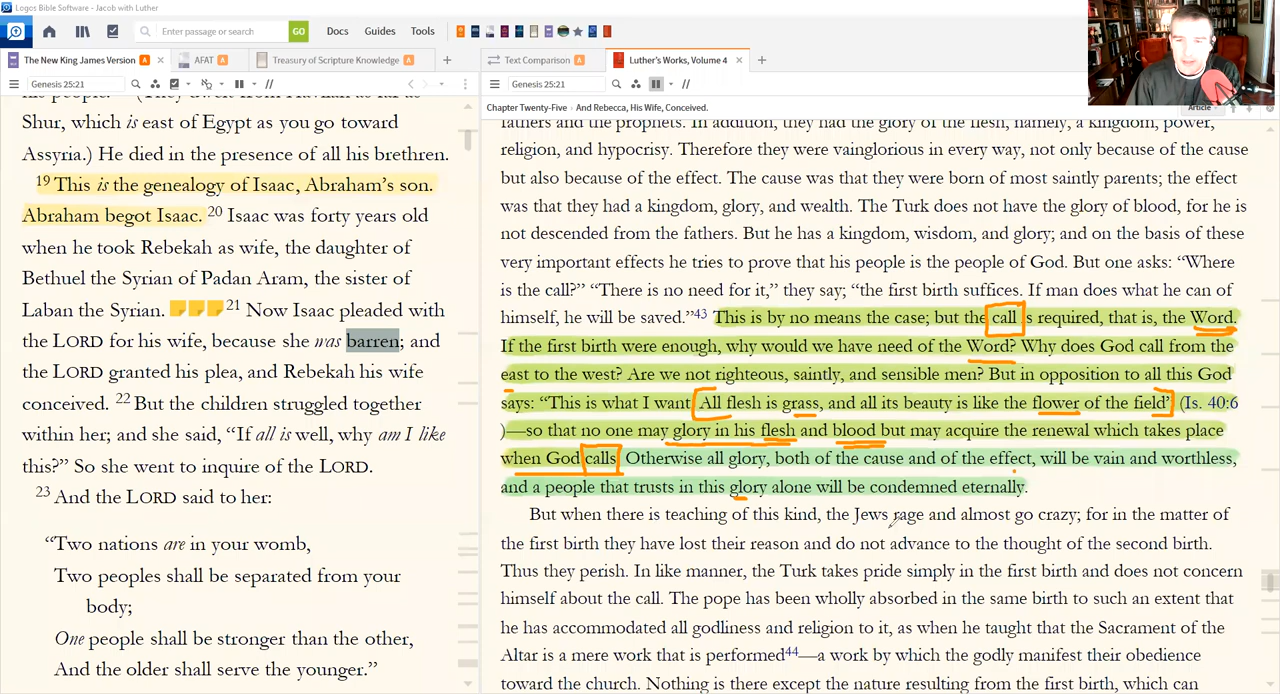 Logos Bible Software - Jacob with Luther
Enter passage or search
GO
Docs Guides Tools
The New King James Version A ×
AFAT A
Treasury of Scripture Knowledge A
+
Text Comparison A
Luther's Works, Volume 4 ×
+
Genesis 25:21
Genesis 25:21
his people.
Shur, which is east of Egypt as you go toward
Assyria.) He died in the presence of all his brethren.
19 This is the genealogy of Isaac, Abraham's son.
Abraham begot Isaac. 20 Isaac was forty years old
when he took Rebekah as wife, the daughter of
Bethuel the Syrian of Padan Aram, the sister of
Laban the Syrian. 21 Now Isaac pleaded with
the LORD for his wife, because she was barren; and
the LORD granted his plea, and Rebekah his wife
conceived. 22 But the children struggled together
within her; and she said, “If all is well, why am I like
this?” So she went to inquire of the LORD.
23 And the LORD said to her:
“Two nations are in your womb,
Two peoples shall be separated from your
body;
One people shall be stronger than the other,
And the older shall serve the younger.”
Chapter Twenty-Five › And Rebecca, His Wife, Conceived.
Article
fathers and the prophets. In addition, they had the glory of the flesh, namely, a kingdom, power,
religion, and hypocrisy. Therefore they were vainglorious in every way, not only because of the cause
but also because of the effect. The cause was that they were born of most saintly parents; the effect
was that they had a kingdom, glory, and wealth. The Turk does not have the glory of blood, for he is
not descended from the fathers. But he has a kingdom, wisdom, and glory; and on the basis of these
very important effects he tries to prove that his people is the people of God. But one asks: “Where
is the call?” “There is no need for it,” they say; “the first birth suffices. If man does what he can of
himself, he will be saved.”43 This is by no means the case; but the call is required, that is, the Word.
If the first birth were enough, why would we have need of the Word? Why does God call from the
east to the west? Are we not righteous, saintly, and sensible men? But in opposition to all this God
says: “This is what I want All flesh is grass, and all its beauty is like the flower of the field” (Is. 40:6
)—so that no one may glory in his flesh and blood but may acquire the renewal which takes place
when God calls. Otherwise all glory, both of the cause and of the effect, will be vain and worthless,
and a people that trusts in this glory alone will be condemned eternally.
But when there is teaching of this kind, the Jews rage and almost go crazy; for in the matter of
the first birth they have lost their reason and do not advance to the thought of the second birth.
Thus they perish. In like manner, the Turk takes pride simply in the first birth and does not concern
himself about the call. The pope has been wholly absorbed in the same birth to such an extent that
he has accommodated all godliness and religion to it, as when he taught that the Sacrament of the
Altar is a mere work that is performed44—a work by which the godly manifest their obedience
toward the church. Nothing is there except the nature resulting from the first birth, which can